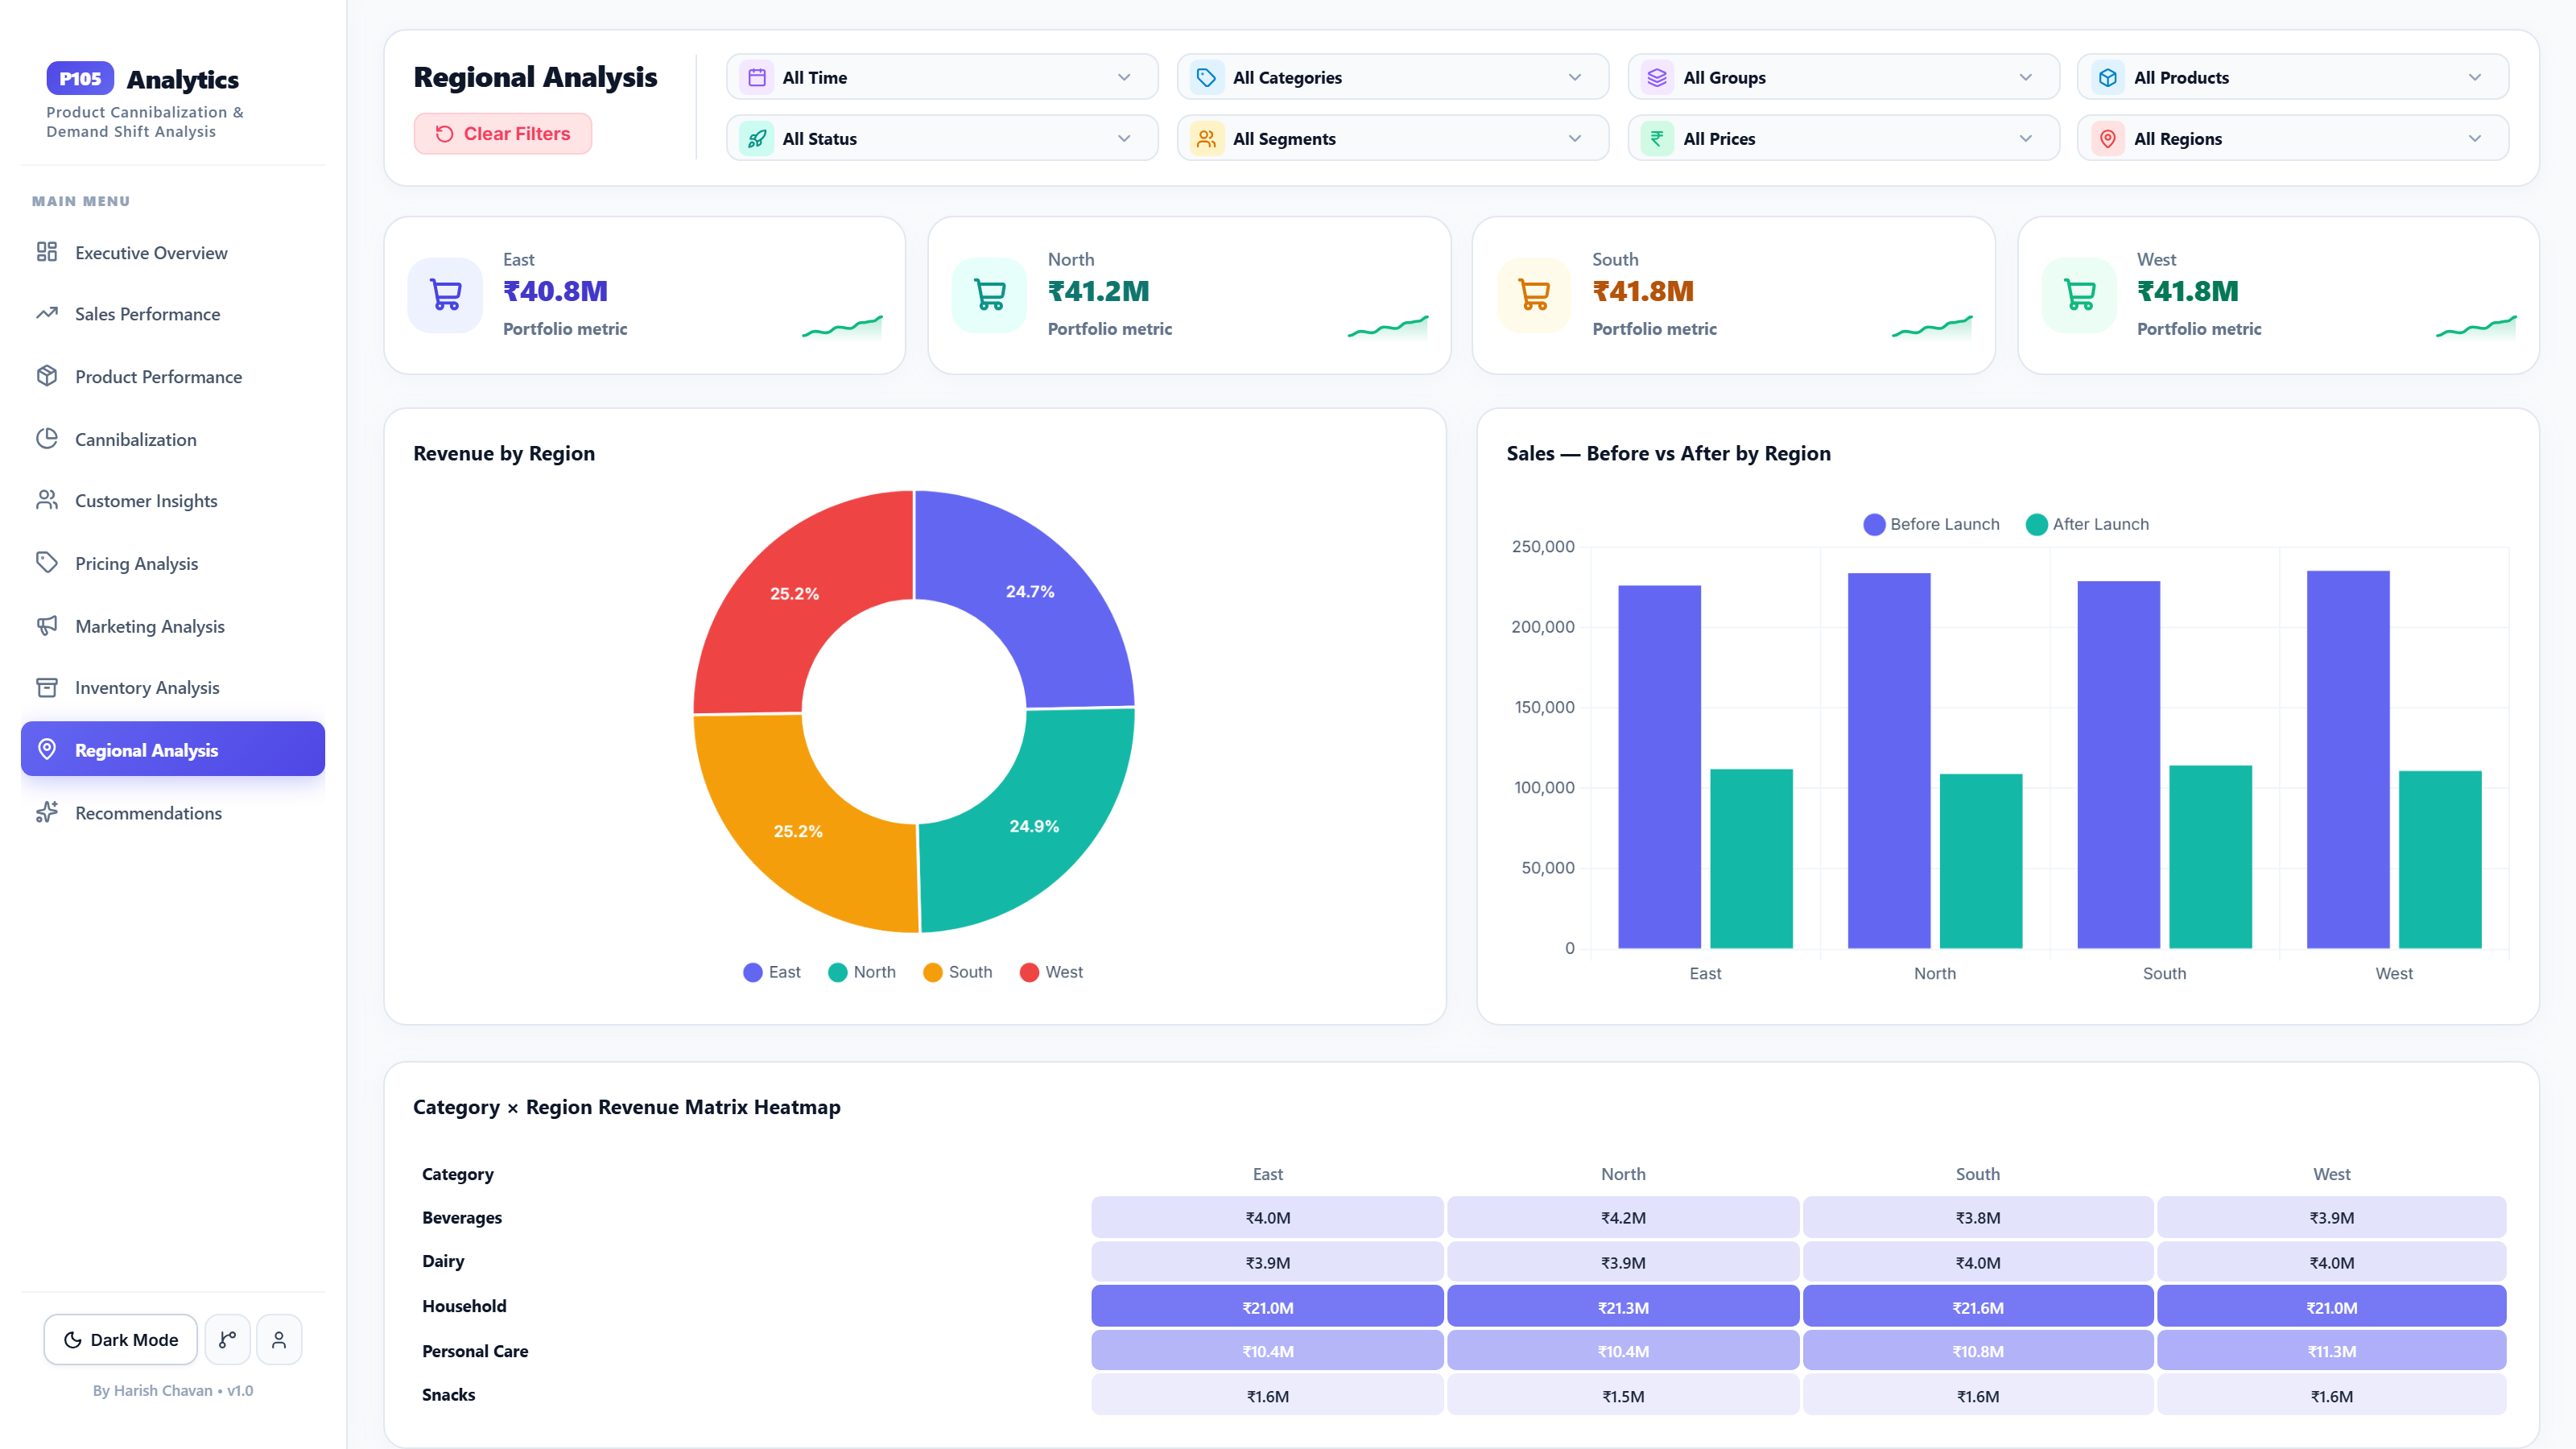 P105 Analytics
Product Cannibalization &
Demand Shift Analysis
MAIN MENU
Executive Overview
Sales Performance
Product Performance
Cannibalization
Customer Insights
Pricing Analysis
Marketing Analysis
Inventory Analysis
Regional Analysis
Recommendations
Dark Mode
By Harish Chavan • v1.0
Regional Analysis
Clear Filters
All Time
All Categories
All Groups
All Products
All Status
All Segments
₹ All Prices
All Regions
East
₹40.8M
Portfolio metric
North
₹41.2M
Portfolio metric
South
₹41.8M
Portfolio metric
West
₹41.8M
Portfolio metric
Revenue by Region
25.2% 24.7%
25.2% 24.9%
East North South West
Sales — Before vs After by Region
Before Launch After Launch
250,000
200,000
150,000
100,000
50,000
0
East North South West
Category × Region Revenue Matrix Heatmap
Category East North South West
Beverages ₹4.0M ₹4.2M ₹3.8M ₹3.9M
Dairy ₹3.9M ₹3.9M ₹4.0M ₹4.0M
Household ₹21.0M ₹21.3M ₹21.6M ₹21.0M
Personal Care ₹10.4M ₹10.4M ₹10.8M ₹11.3M
Snacks ₹1.6M ₹1.5M ₹1.6M ₹1.6M